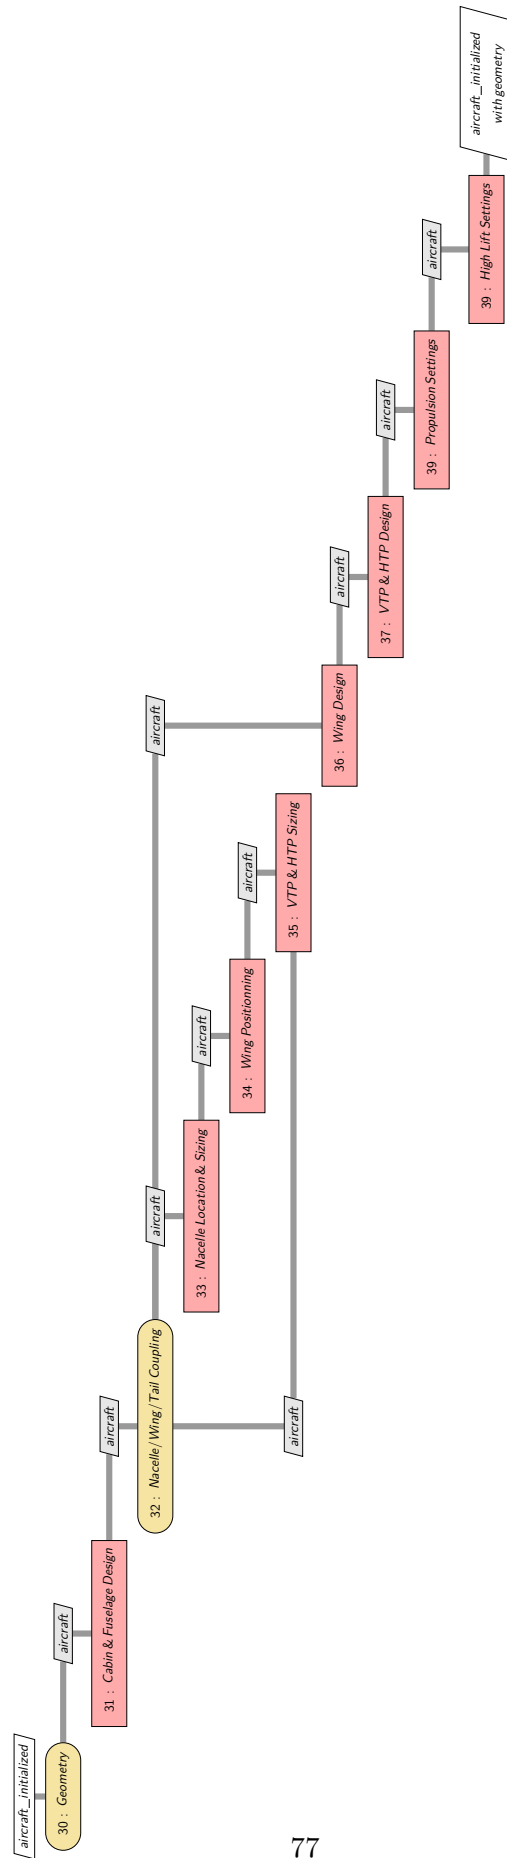 aircraft_initialized
30 : Geometry
aircraft
31 : Cabin & Fuselage Design
aircraft
32 : Nacelle/Wing/Tail Coupling
aircraft
aircraft
aircraft
33 : Nacelle Location & Sizing
aircraft
34 : Wing Positionning
aircraft
35 : VTP & HTP Sizing
36 : Wing Design
aircraft
37 : VTP & HTP Design
aircraft
39 : Propulsion Settings
aircraft
39 : High Lift Settings
aircraft_initialized
with geometry
77